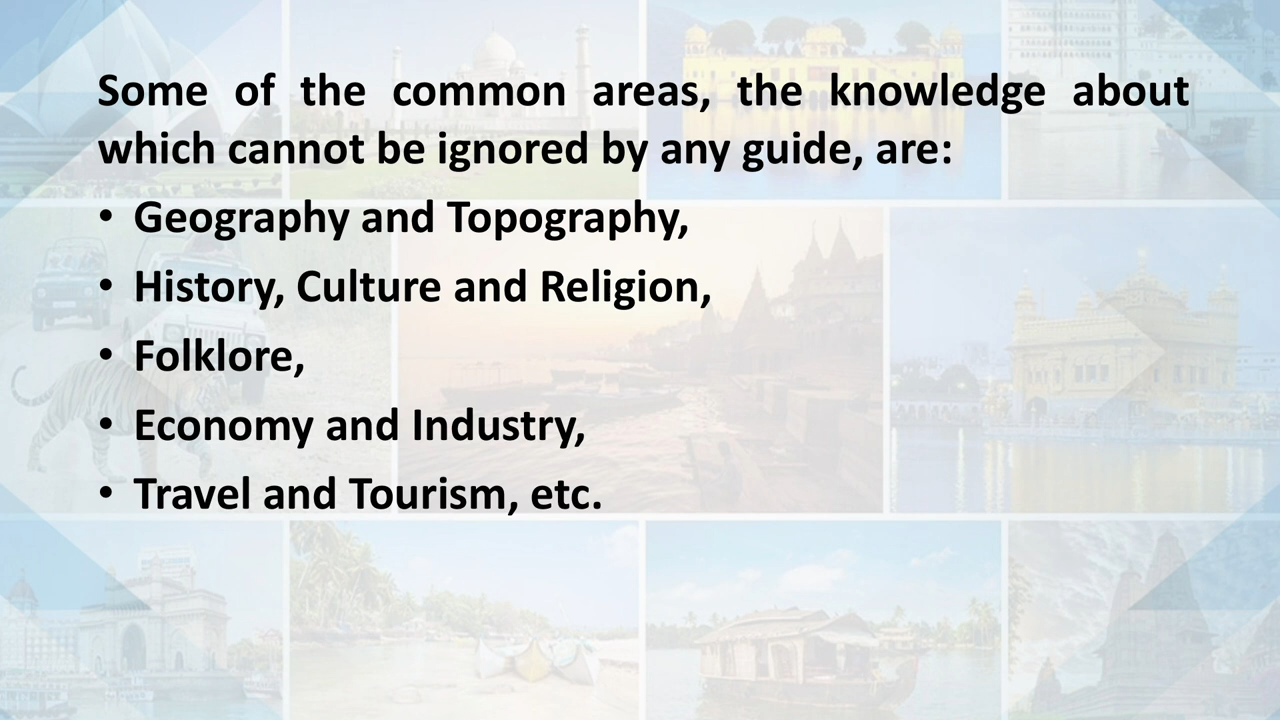 Some of the common areas, the knowledge about
which cannot be ignored by any guide, are:
• Geography and Topography,
• History, Culture and Religion,
• Folklore,
• Economy and Industry,
• Travel and Tourism, etc.